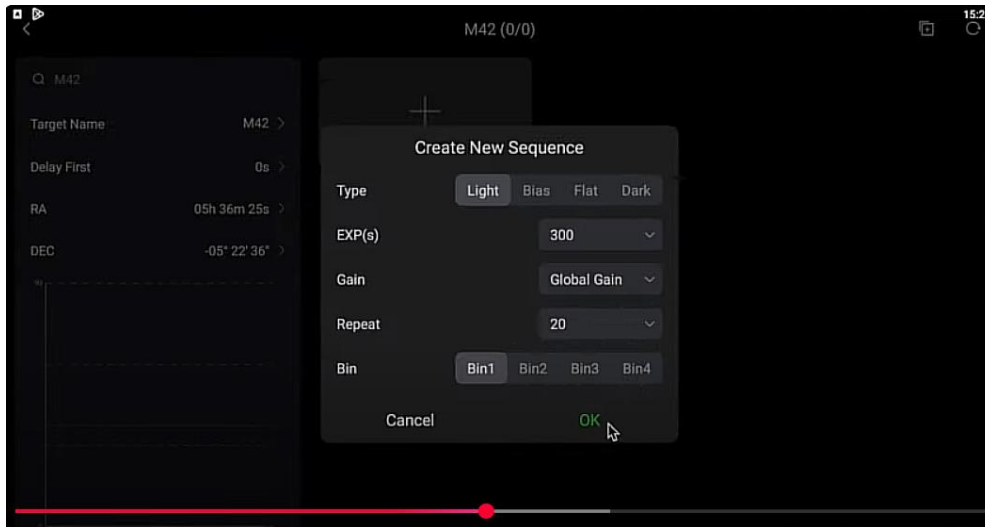 15:2
M42 (0/0)
M42
Target Name M42
Delay First 0s
RA 05h 36m 25s
DEC -05° 22' 36"
Create New Sequence
Type Light Bias Flat Dark
EXP(s) 300
Gain Global Gain
Repeat 20
Bin Bin1 Bin2 Bin3 Bin4
Cancel OK